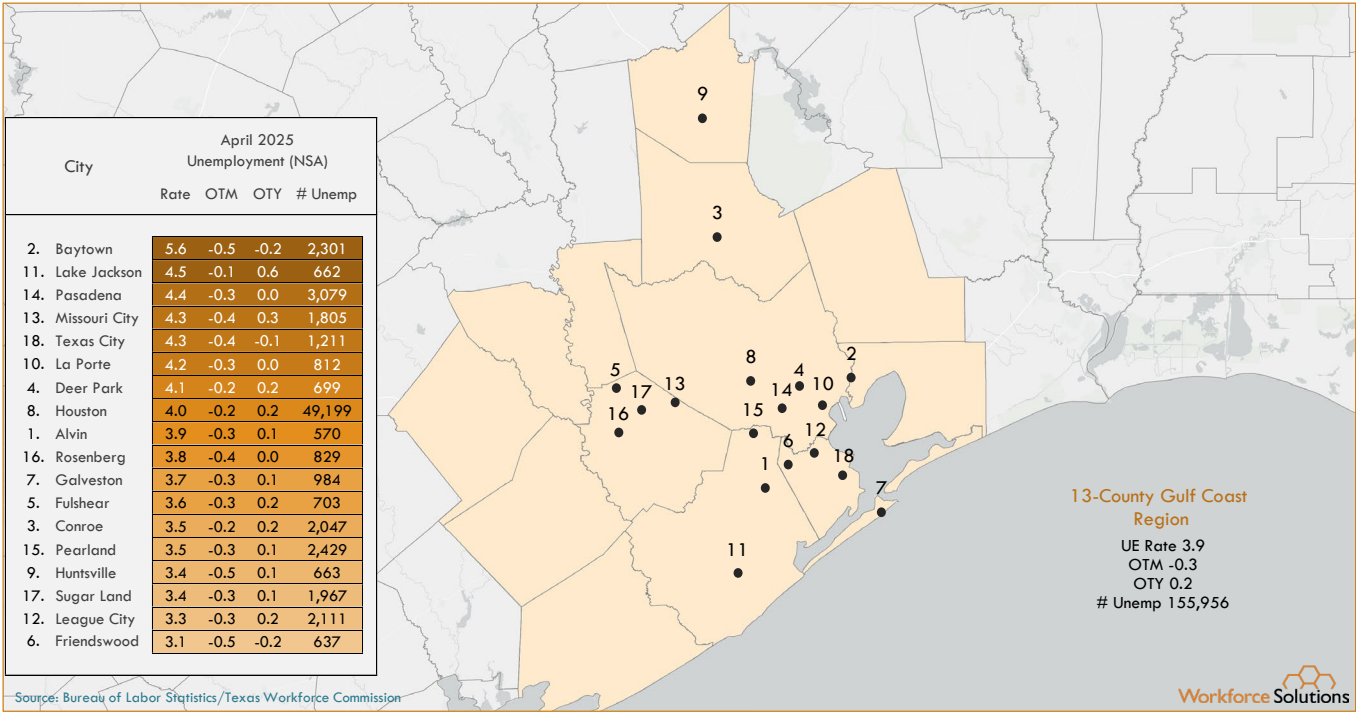 April 2025
Unemployment (NSA)
City
Rate OTM OTY # Unemp
2. Baytown 5.6 -0.5 -0.2 2,301
11. Lake Jackson 4.5 -0.1 0.6 662
14. Pasadena 4.4 -0.3 0.0 3,079
13. Missouri City 4.3 -0.4 0.3 1,805
18. Texas City 4.3 -0.4 -0.1 1,211
10. La Porte 4.2 -0.3 0.0 812
4. Deer Park 4.1 -0.2 0.2 699
8. Houston 4.0 -0.2 0.2 49,199
1. Alvin 3.9 -0.3 0.1 570
16. Rosenberg 3.8 -0.4 0.0 829
7. Galveston 3.7 -0.3 0.1 984
5. Fulshear 3.6 -0.3 0.2 703
3. Conroe 3.5 -0.2 0.2 2,047
15. Pearland 3.5 -0.3 0.1 2,429
9. Huntsville 3.4 -0.5 0.1 663
17. Sugar Land 3.4 -0.3 0.1 1,967
12. League City 3.3 -0.3 0.2 2,111
6. Friendswood 3.1 -0.5 -0.2 637
Source: Bureau of Labor Statistics/Texas Workforce Commission
9
3
8
2
5
4
17
13
14
10
16
15
12
6
18
1
7
11
13-County Gulf Coast
Region
UE Rate 3.9
OTM -0.3
OTY 0.2
# Unemp 155,956
Workforce Solutions